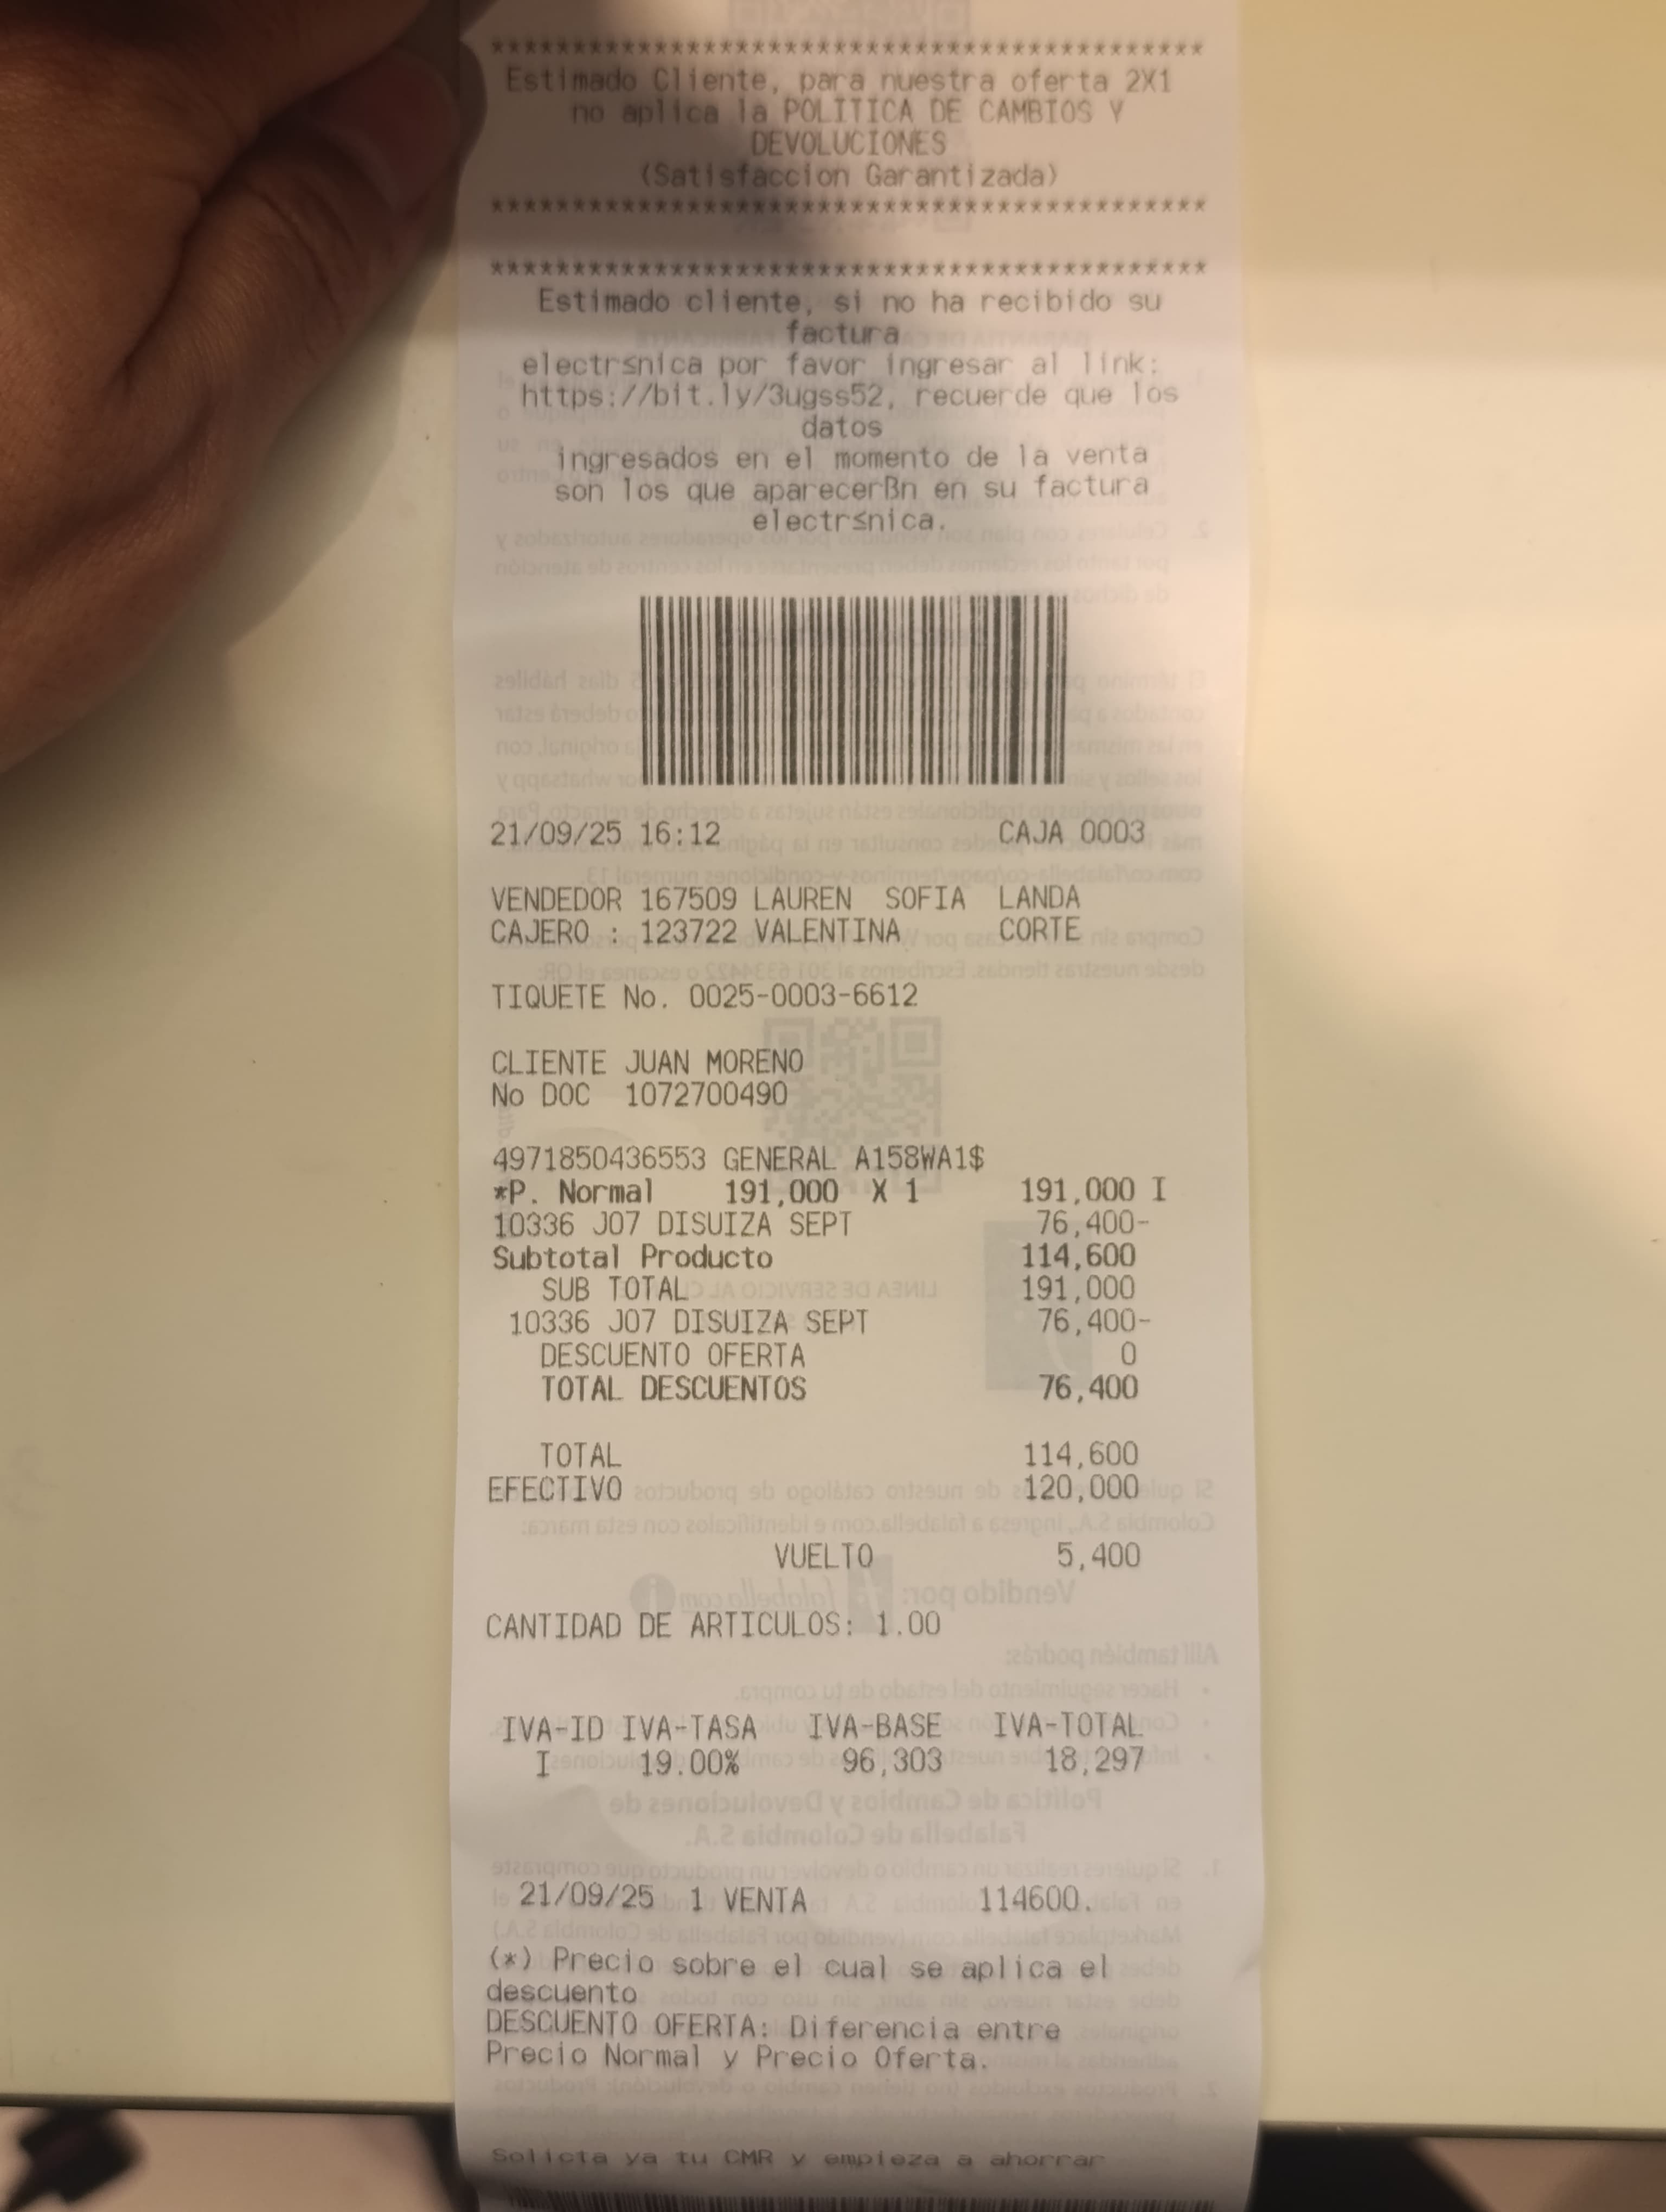 ********************************************
Estimado Cliente, para nuestra oferta 2X1
no aplica la POLITICA DE CAMBIOS Y
DEVOLUCIONES
(Satisfaccion Garantizada)
********************************************
********************************************
Estimado cliente, si no ha recibido su
factura
electr≤nica por favor ingresar al link:
https://bit.ly/3ugss52, recuerde que los
datos
ingresados en el momento de la venta
son los que aparecerßn en su factura
electr≤nica.
21/09/25 16:12 CAJA 0003
VENDEDOR 167509 LAUREN SOFIA LANDA
CAJERO : 123722 VALENTINA CORTE
TIQUETE No. 0025-0003-6612
CLIENTE JUAN MORENO
No DOC 1072700490
4971850436553 GENERAL A158WA1$
*P. Normal 191,000 X 1 191,000 I
10336 J07 DISUIZA SEPT 76,400-
Subtotal Producto 114,600
SUB TOTAL 191,000
10336 J07 DISUIZA SEPT 76,400-
DESCUENTO OFERTA 0
TOTAL DESCUENTOS 76,400
TOTAL 114,600
EFECTIVO 120,000
VUELTO 5,400
CANTIDAD DE ARTICULOS: 1.00
IVA-ID IVA-TASA IVA-BASE IVA-TOTAL
I 19.00% 96,303 18,297
21/09/25 1 VENTA 114600.
(*) Precio sobre el cual se aplica el
descuento
DESCUENTO OFERTA: Diferencia entre
Precio Normal y Precio Oferta.
Solicta ya tu CMR y empieza a ahorrar